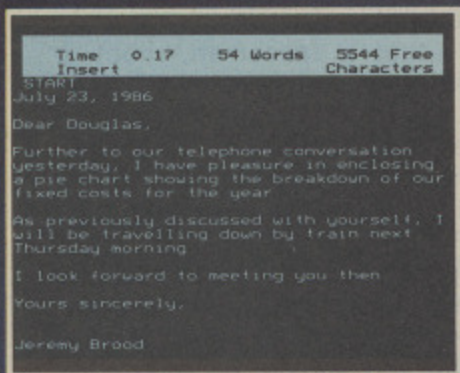 Time 0.17 54 Words 5544 Free
Insert Characters
START
July 23, 1986
Dear Douglas,
Further to our telephone conversation
yesterday, I have pleasure in enclosing
a pie chart showing the breakdown of our
fixed costs for the year
As previously discussed with yourself, I
will be travelling down by train next
Thursday morning
I look forward to meeting you then
Yours sincerely,
Jeremy Brood